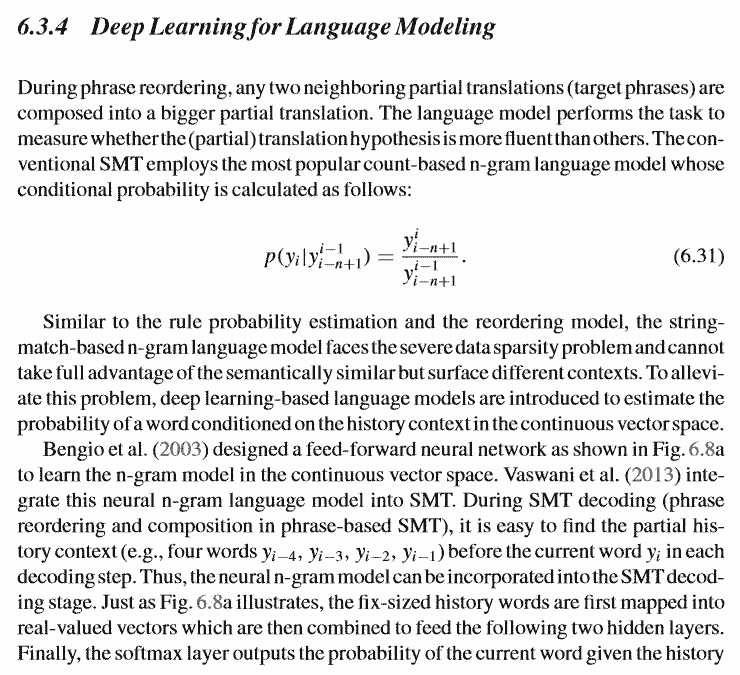 6.3.4 Deep Learning for Language Modeling
During phrase reordering, any two neighboring partial translations (target phrases) are
composed into a bigger partial translation. The language model performs the task to
measure whether the (partial) translation hypothesis is more fluent than others. The con-
ventional SMT employs the most popular count-based n-gram language model whose
conditional probability is calculated as follows:
p(y_i|y_{i-n+1}^{i-1}) = \frac{y_{i-n+1}^{i}}{y_{i-n+1}^{i-1}}. (6.31)
Similar to the rule probability estimation and the reordering model, the string-
match-based n-gram language model faces the severe data sparsity problem and cannot
take full advantage of the semantically similar but surface different contexts. To allevi-
ate this problem, deep learning-based language models are introduced to estimate the
probability of a word conditioned on the history context in the continuous vector space.
Bengio et al. (2003) designed a feed-forward neural network as shown in Fig. 6.8a
to learn the n-gram model in the continuous vector space. Vaswani et al. (2013) inte-
grate this neural n-gram language model into SMT. During SMT decoding (phrase
reordering and composition in phrase-based SMT), it is easy to find the partial his-
tory context (e.g., four words y_{i-4}, y_{i-3}, y_{i-2}, y_{i-1}) before the current word y_i in each
decoding step. Thus, the neural n-gram model can be incorporated into the SMT decod-
ing stage. Just as Fig. 6.8a illustrates, the fix-sized history words are first mapped into
real-valued vectors which are then combined to feed the following two hidden layers.
Finally, the softmax layer outputs the probability of the current word given the history